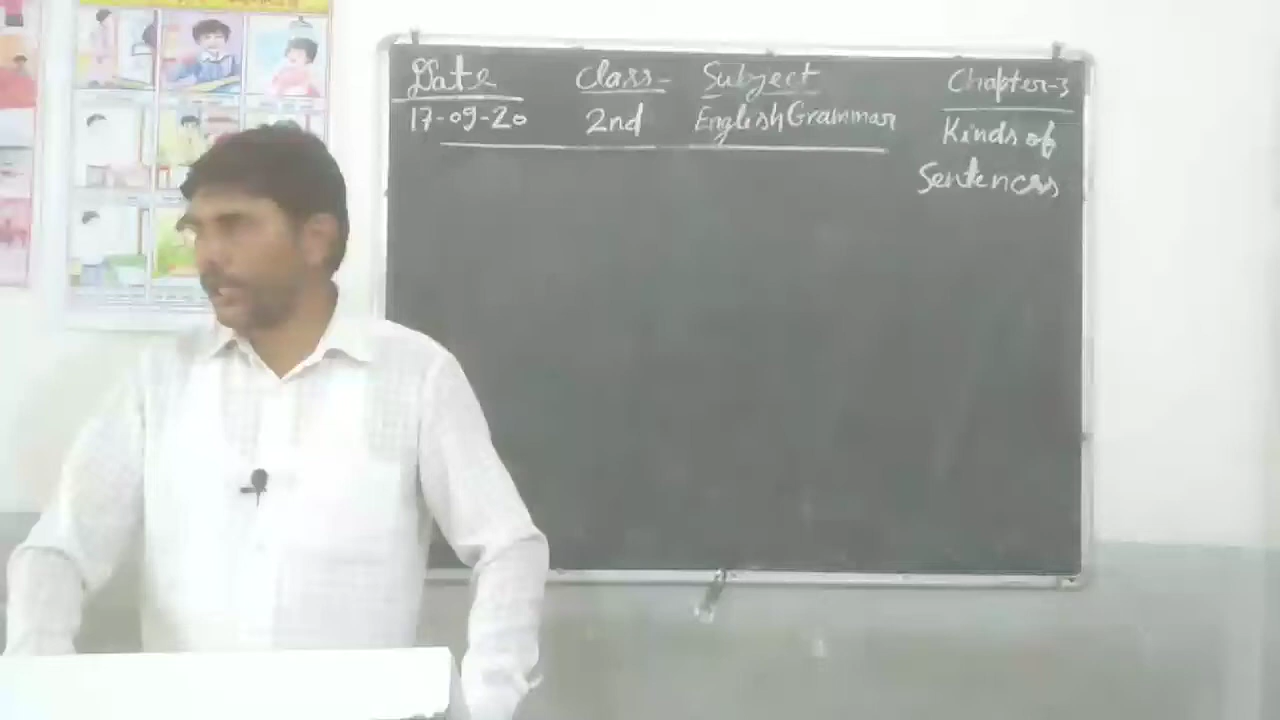 Date Class- Subject Chapter-3
17-09-20 2nd English Grammar Kinds of
Sentences